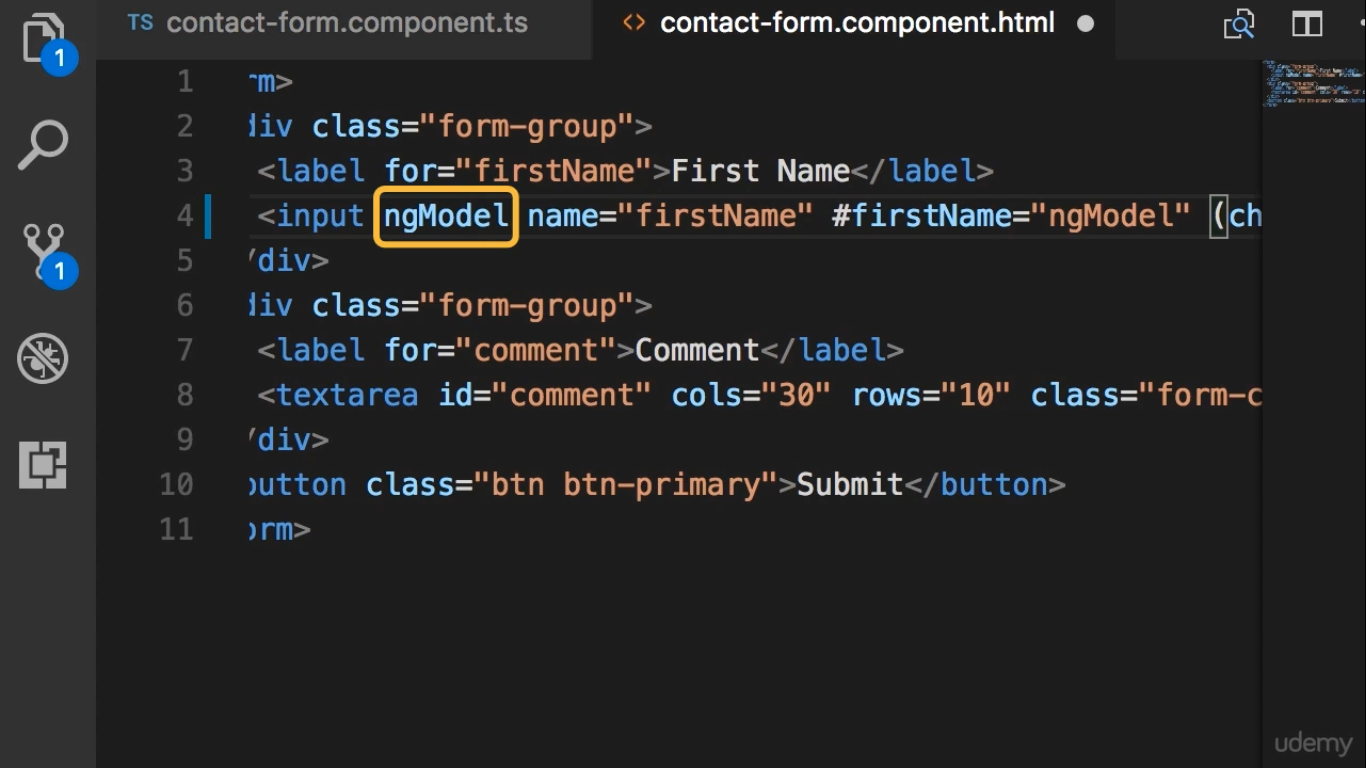 TS contact-form.component.ts
<> contact-form.component.html
1
1
1 rm>
2 div class="form-group">
3 <label for="firstName">First Name</label>
4 <input ngModel name="firstName" #firstName="ngModel" (ch
5 /div>
6 div class="form-group">
7 <label for="comment">Comment</label>
8 <textarea id="comment" cols="30" rows="10" class="form-c
9 /div>
10 button class="btn btn-primary">Submit</button>
11 orm>
udemy